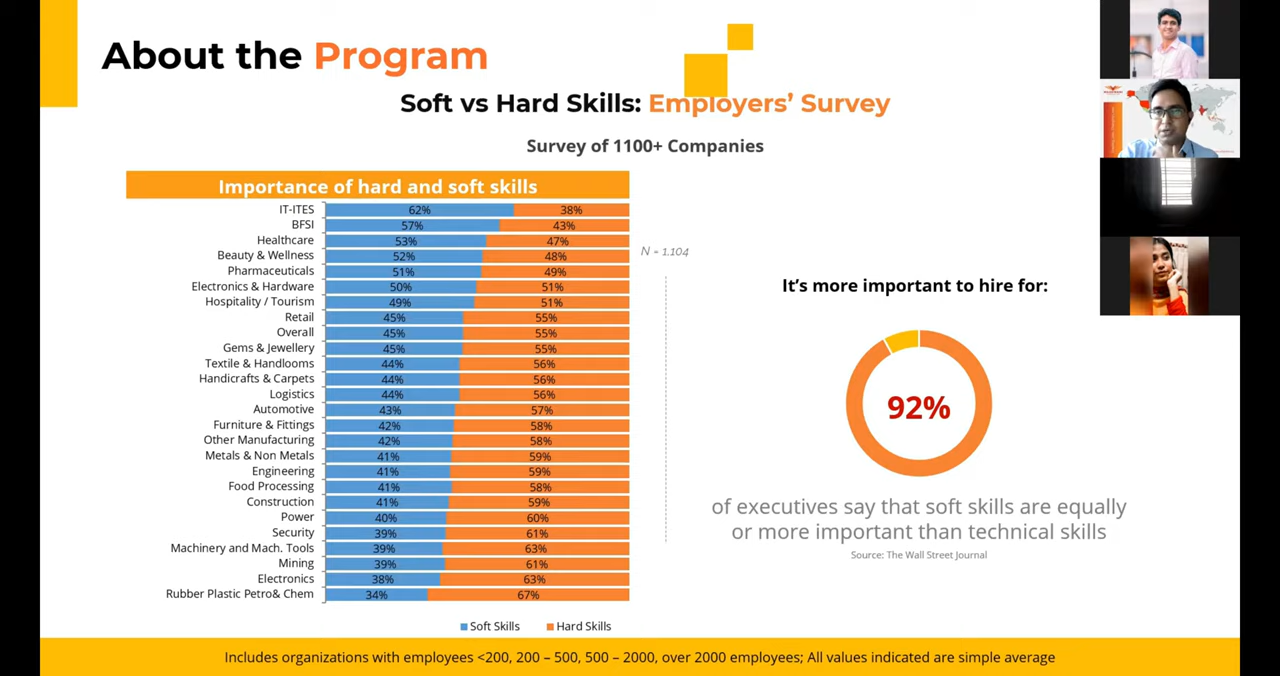 About the Program
Soft vs Hard Skills: Employers’ Survey
Survey of 1100+ Companies
Importance of hard and soft skills
IT-ITES 62% 38%
BFSI 57% 43%
Healthcare 53% 47%
Beauty & Wellness 52% 48%
Pharmaceuticals 51% 49%
Electronics & Hardware 50% 51%
Hospitality / Tourism 49% 51%
Retail 45% 55%
Overall 45% 55%
Gems & Jewellery 45% 55%
Textile & Handlooms 44% 56%
Handicrafts & Carpets 44% 56%
Logistics 44% 56%
Automotive 43% 57%
Furniture & Fittings 42% 58%
Other Manufacturing 42% 58%
Metals & Non Metals 41% 59%
Engineering 41% 59%
Food Processing 41% 58%
Construction 41% 59%
Power 40% 60%
Security 39% 61%
Machinery and Mach. Tools 39% 63%
Mining 39% 61%
Electronics 38% 63%
Rubber Plastic Petro& Chem 34% 67%
Soft Skills Hard Skills
N = 1,104
It’s more important to hire for:
92%
of executives say that soft skills are equally
or more important than technical skills
Source: The Wall Street Journal
Includes organizations with employees <200, 200 – 500, 500 – 2000, over 2000 employees; All values indicated are simple average